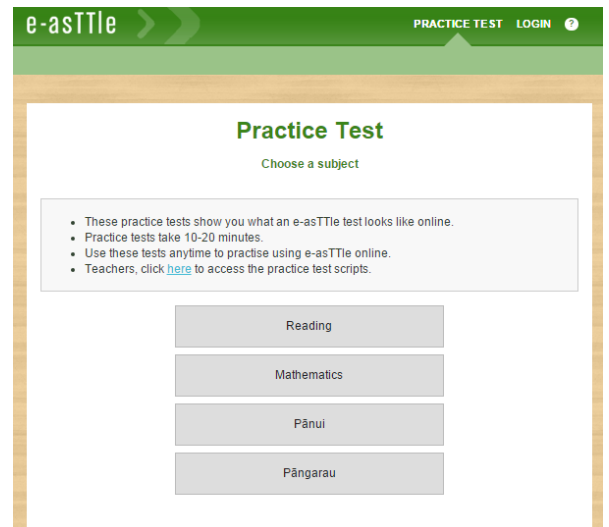 e-asTTle
PRACTICE TEST LOGIN ?
Practice Test
Choose a subject
• These practice tests show you what an e-asTTle test looks like online.
• Practice tests take 10-20 minutes.
• Use these tests anytime to practise using e-asTTle online.
• Teachers, click here to access the practice test scripts.
Reading
Mathematics
Pānui
Pāngarau